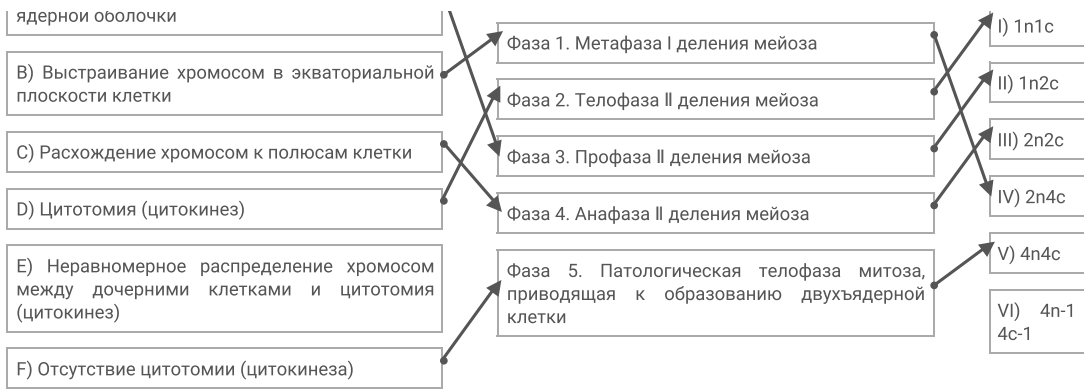 ядерной оболочки
B) Выстраивание хромосом в экваториальной
плоскости клетки
C) Расхождение хромосом к полюсам клетки
D) Цитотомия (цитокинез)
E) Неравномерное распределение хромосом
между дочерними клетками и цитотомия
(цитокинез)
F) Отсутствие цитотомии (цитокинеза)
Фаза 1. Метафаза I деления мейоза
Фаза 2. Телофаза II деления мейоза
Фаза 3. Профаза II деления мейоза
Фаза 4. Анафаза II деления мейоза
Фаза 5. Патологическая телофаза митоза,
приводящая к образованию двухъядерной
клетки
I) 1n1c
II) 1n2c
III) 2n2c
IV) 2n4c
V) 4n4c
VI) 4n-1
4c-1